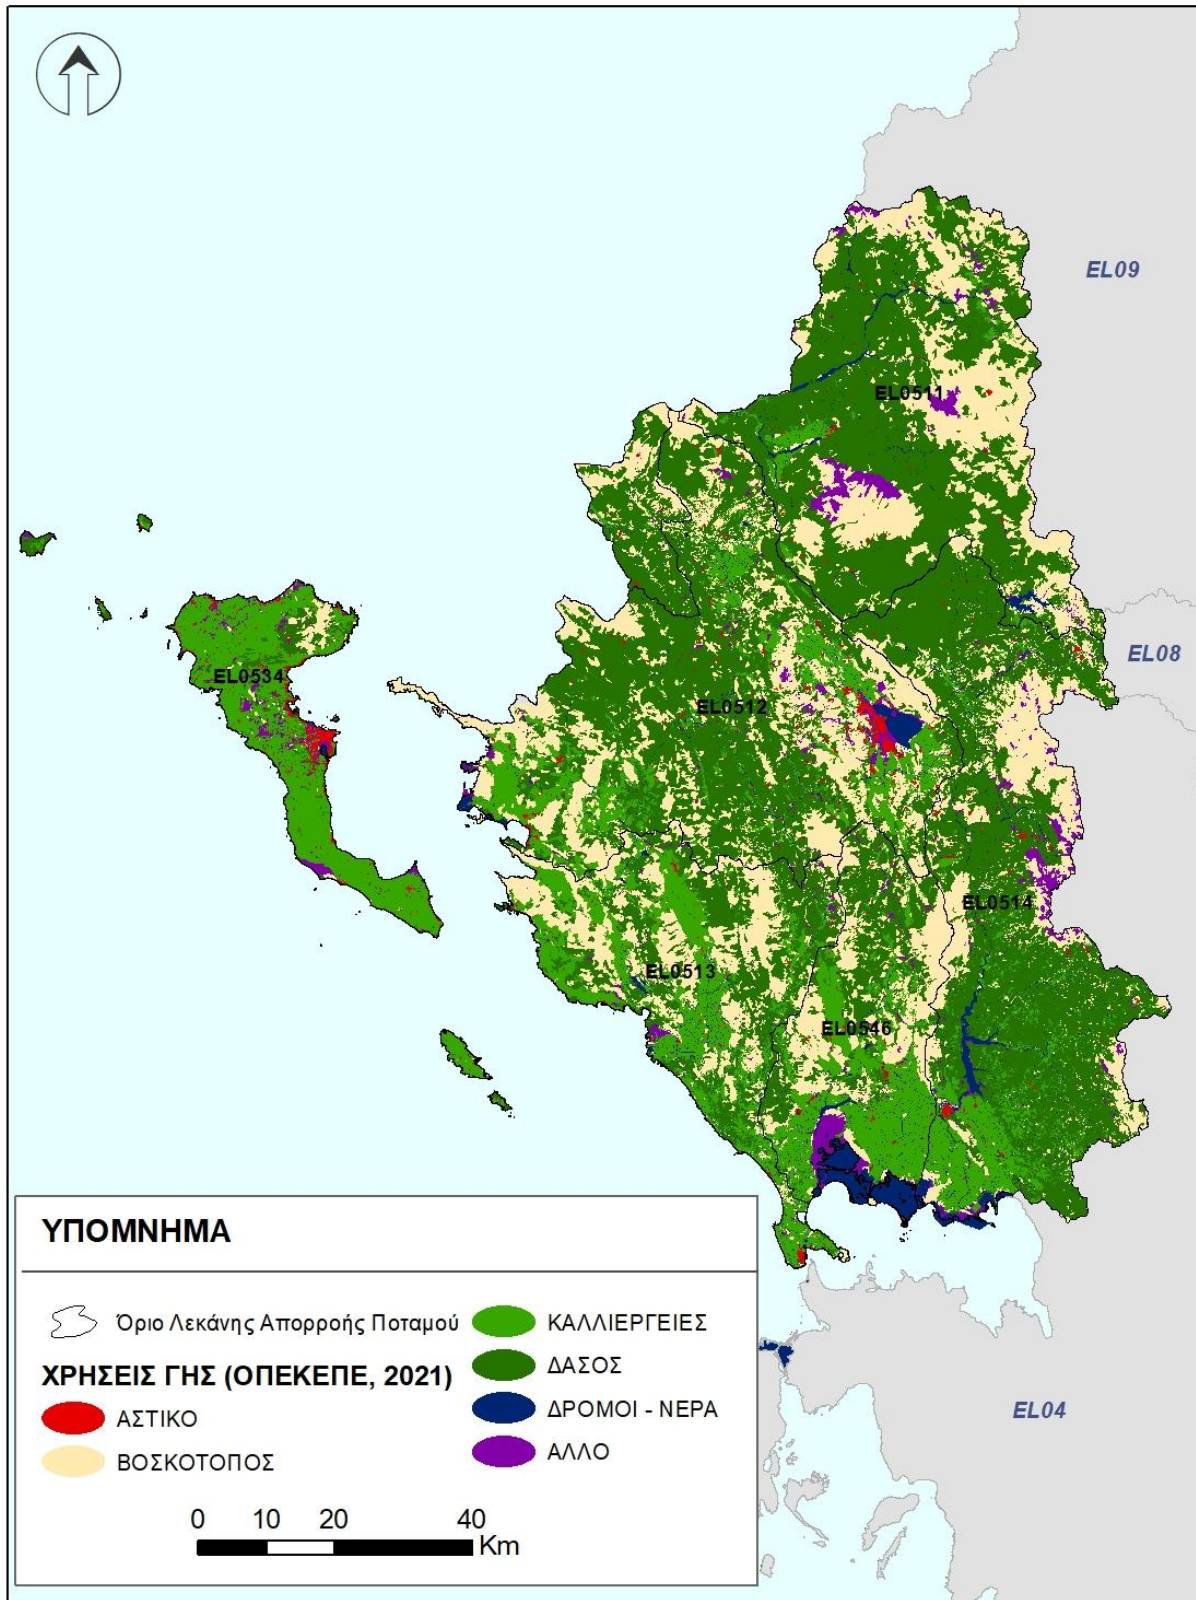 EL09
EL0511
EL08
EL0534
EL0512
EL0514
EL0513
EL0546
EL04
ΥΠΟΜΝΗΜΑ
Όριο Λεκάνης Απορροής Ποταμού
ΧΡΗΣΕΙΣ ΓΗΣ (ΟΠΕΚΕΠΕ, 2021)
ΑΣΤΙΚΟ
ΒΟΣΚΟΤΟΠΟΣ
ΚΑΛΛΙΕΡΓΕΙΕΣ
ΔΑΣΟΣ
ΔΡΟΜΟΙ - ΝΕΡΑ
ΑΛΛΟ
0 10 20 40
Km